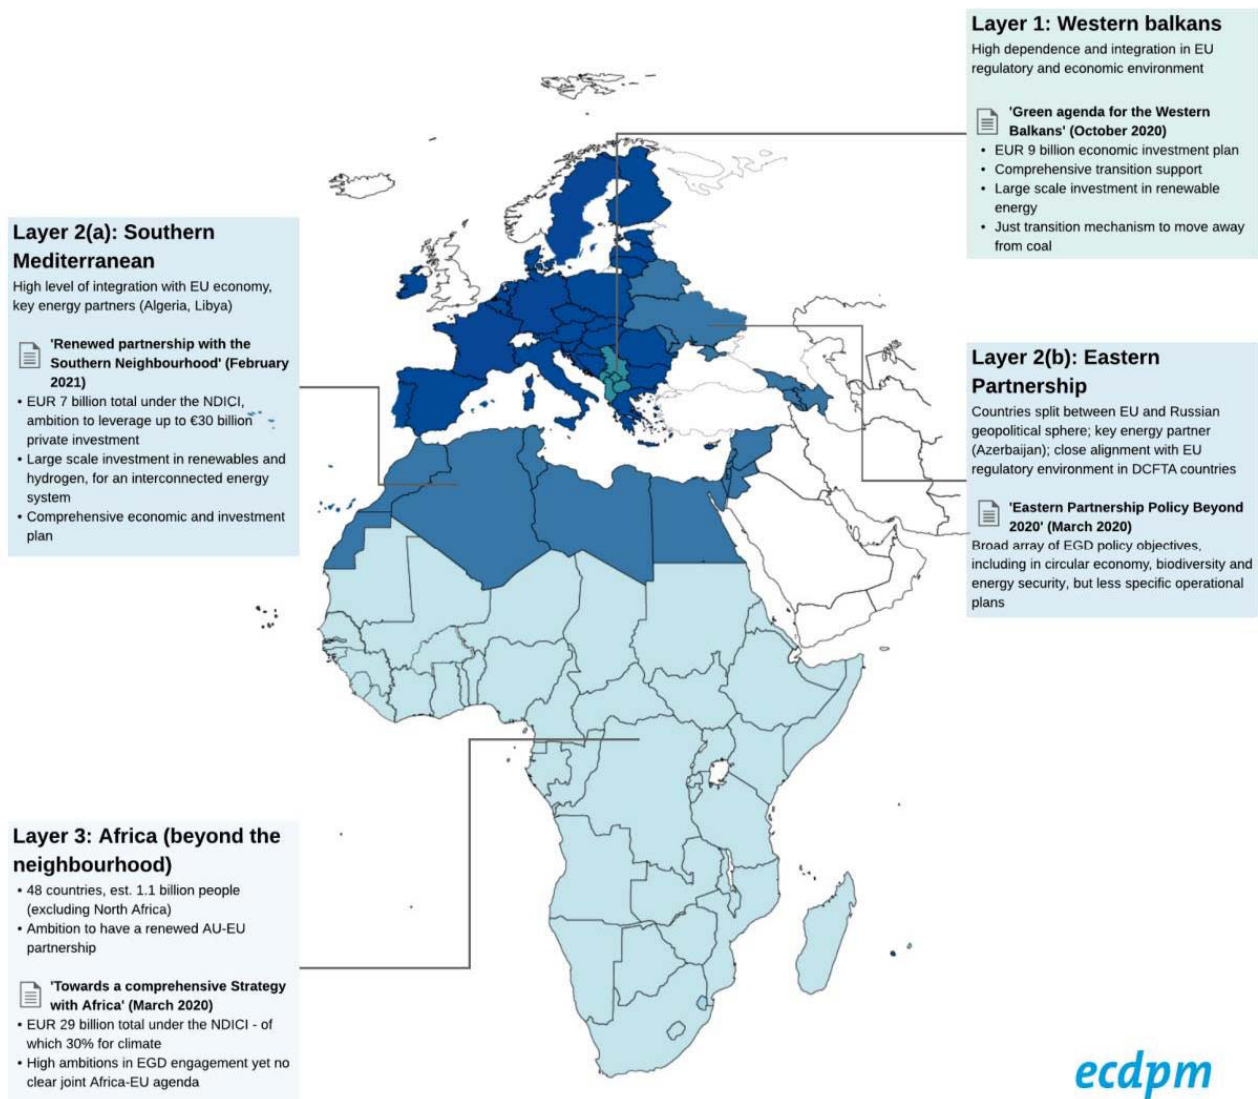 Layer 1: Western balkans
High dependence and integration in EU
regulatory and economic environment
'Green agenda for the Western
Balkans' (October 2020)
• EUR 9 billion economic investment plan
• Comprehensive transition support
• Large scale investment in renewable
energy
• Just transition mechanism to move away
from coal
Layer 2(a): Southern
Mediterranean
High level of integration with EU economy,
key energy partners (Algeria, Libya)
'Renewed partnership with the
Southern Neighbourhood' (February
2021)
• EUR 7 billion total under the NDICI,
ambition to leverage up to €30 billion
private investment
• Large scale investment in renewables and
hydrogen, for an interconnected energy
system
• Comprehensive economic and investment
plan
Layer 2(b): Eastern
Partnership
Countries split between EU and Russian
geopolitical sphere; key energy partner
(Azerbaijan); close alignment with EU
regulatory environment in DCFTA countries
'Eastern Partnership Policy Beyond
2020' (March 2020)
Broad array of EGD policy objectives,
including in circular economy, biodiversity and
energy security, but less specific operational
plans
Layer 3: Africa (beyond the
neighbourhood)
• 48 countries, est. 1.1 billion people
(excluding North Africa)
• Ambition to have a renewed AU-EU
partnership
'Towards a comprehensive Strategy
with Africa' (March 2020)
• EUR 29 billion total under the NDICI - of
which 30% for climate
• High ambitions in EGD engagement yet no
clear joint Africa-EU agenda
ecdpm